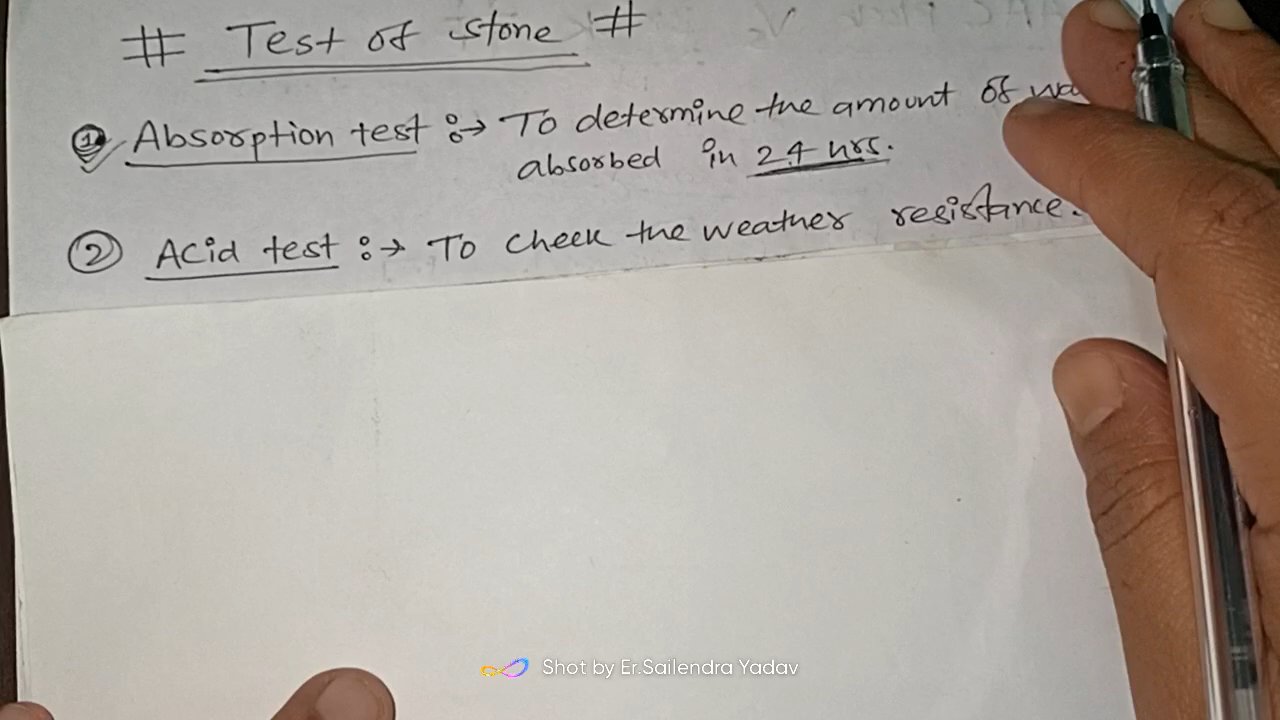 # Test of stone #
① Absorption test :→ To determine the amount of
absorbed in 24 hrs.
② Acid test :→ To check the weather resistance.
Shot by Er.Sailendra Yadav